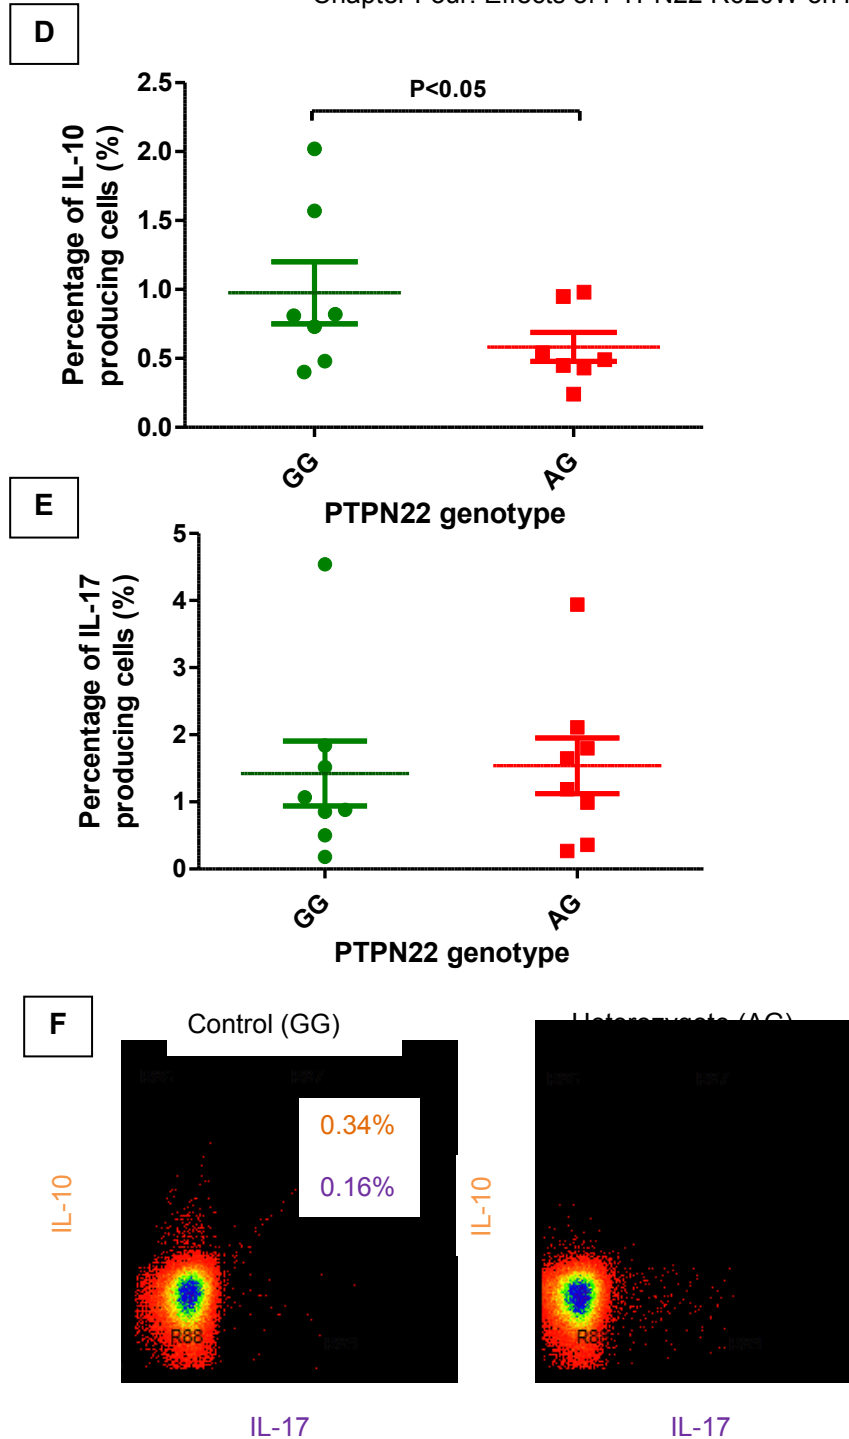 D
2.5
P<0.05
2.0
1.5
1.0
0.5
0.0
Percentage of IL-10
producing cells (%)
GG
AG
PTPN22 genotype
E
5
4
3
2
1
0
Percentage of IL-17
producing cells (%)
GG
AG
PTPN22 genotype
F
Control (GG)
0.34%
0.16%
IL-10
IL-10
R88
IL-17
IL-17